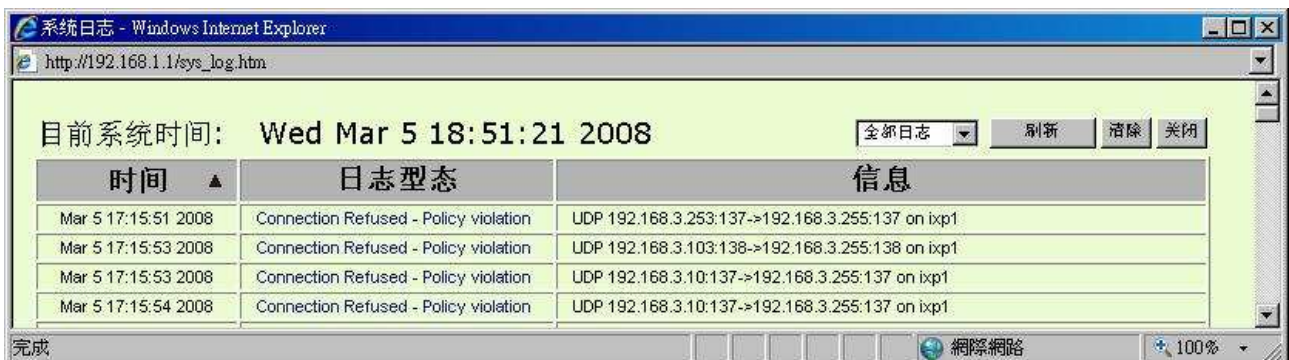 系统日志 - Windows Internet Explorer
http://192.168.1.1/sys_log.htm
目前系统时间: Wed Mar 5 18:51:21 2008 全部日志 刷新 清除 关闭
时间 ▲ 日志型态 信息
Mar 5 17:15:51 2008 Connection Refused - Policy violation UDP 192.168.3.253:137->192.168.3.255:137 on ixp1
Mar 5 17:15:53 2008 Connection Refused - Policy violation UDP 192.168.3.103:138->192.168.3.255:138 on ixp1
Mar 5 17:15:53 2008 Connection Refused - Policy violation UDP 192.168.3.10:137->192.168.3.255:137 on ixp1
Mar 5 17:15:54 2008 Connection Refused - Policy violation UDP 192.168.3.10:137->192.168.3.255:137 on ixp1
完成 網際網路 100%